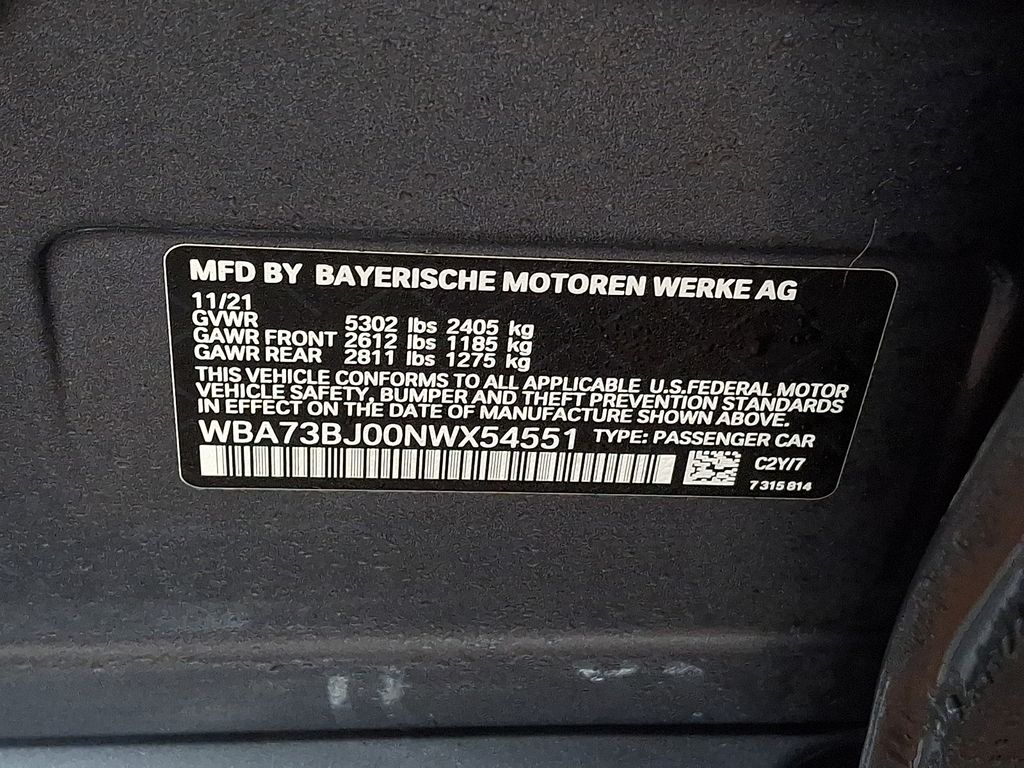 MFD BY BAYERISCHE MOTOREN WERKE AG
11/21
GVWR 5302 lbs 2405 kg
GAWR FRONT 2612 lbs 1185 kg
GAWR REAR 2811 lbs 1275 kg
THIS VEHICLE CONFORMS TO ALL APPLICABLE U.S.FEDERAL MOTOR
VEHICLE SAFETY, BUMPER AND THEFT PREVENTION STANDARDS
IN EFFECT ON THE DATE OF MANUFACTURE SHOWN ABOVE.
WBA73BJ00NWX54551 TYPE: PASSENGER CAR
C2Y/7
7 315 814